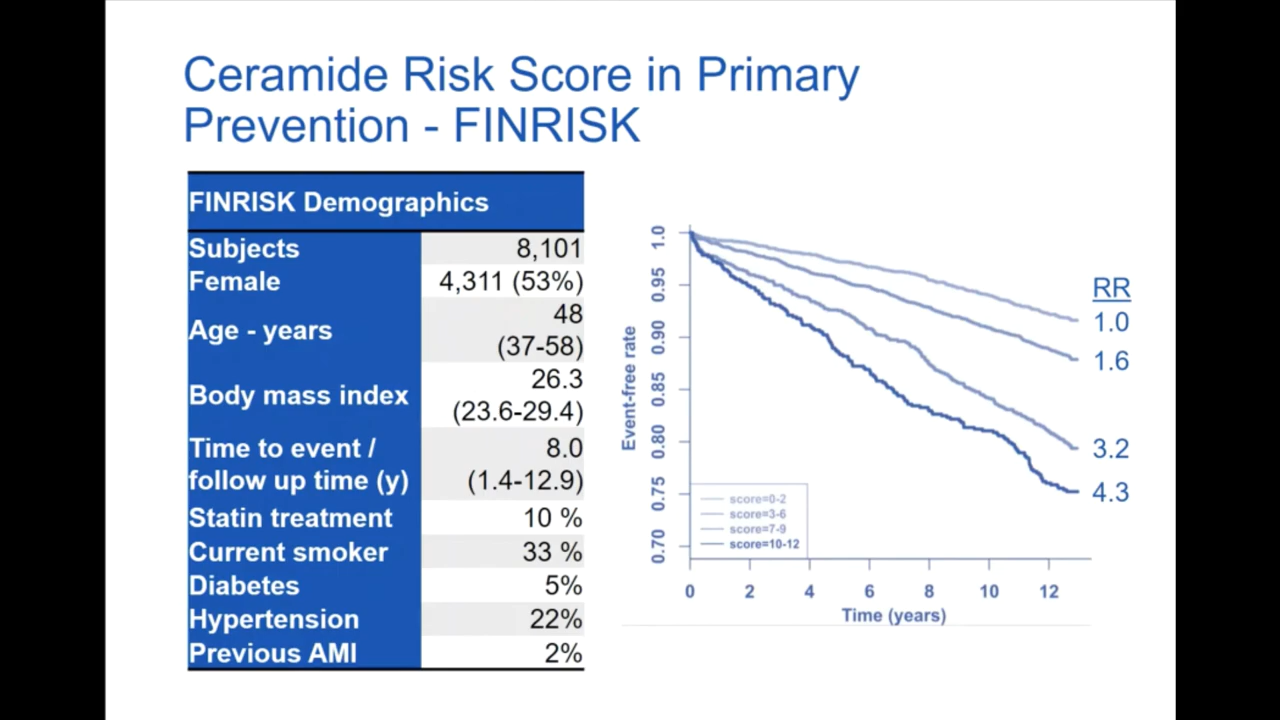 Ceramide Risk Score in Primary
Prevention - FINRISK
FINRISK Demographics
Subjects 8,101
Female 4,311 (53%)
Age - years 48
(37-58)
Body mass index 26.3
(23.6-29.4)
Time to event / 8.0
follow up time (y) (1.4-12.9)
Statin treatment 10 %
Current smoker 33 %
Diabetes 5%
Hypertension 22%
Previous AMI 2%
Event-free rate
1.0
0.95
0.90
0.85
0.80
0.75
0.70
score=0-2
score=3-6
score=7-9
score=10-12
0 2 4 6 8 10 12
Time (years)
RR
1.0
1.6
3.2
4.3